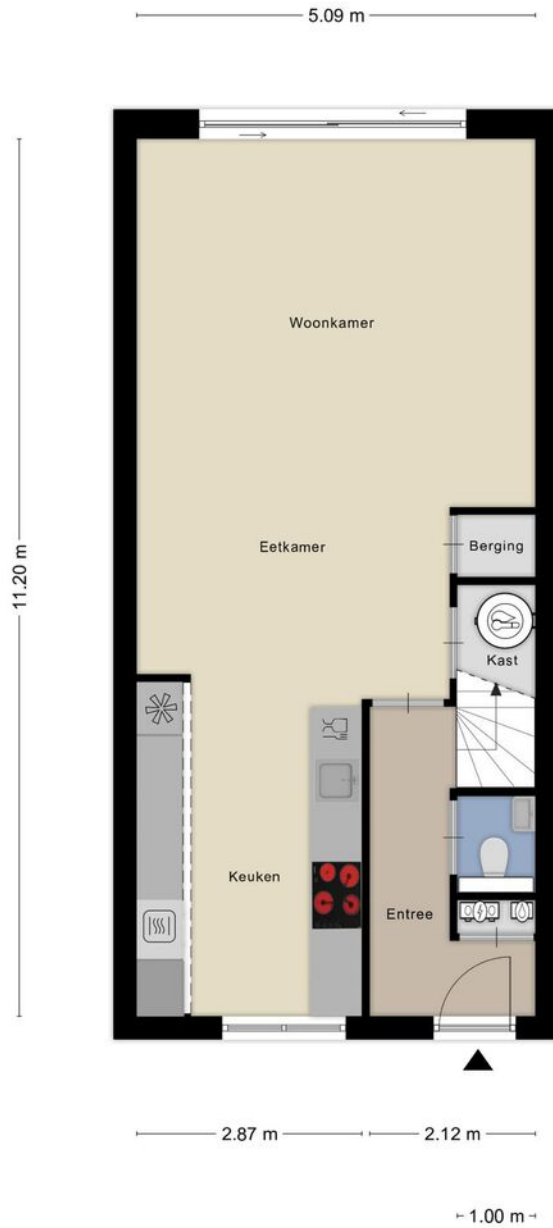 5.09 m
Woonkamer
11.20 m
Eetkamer
Berging
Kast
Keuken
Entree
2.87 m
2.12 m
1.00 m